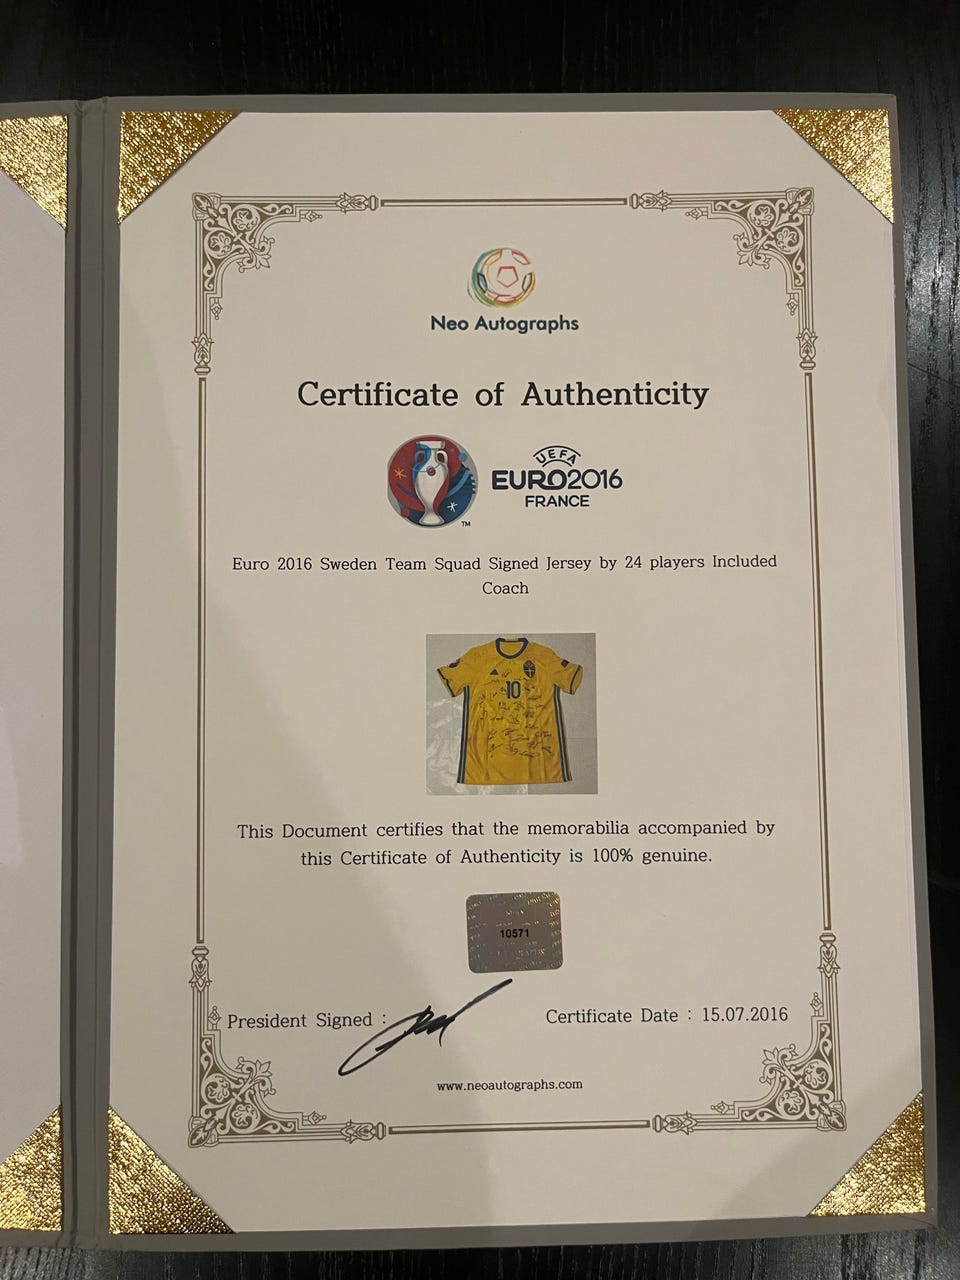 Neo Autographs
Certificate of Authenticity
UEFA
EURO2016
FRANCE
TM
Euro 2016 Sweden Team Squad Signed Jersey by 24 players Included
Coach
10
This Document certifies that the memorabilia accompanied by
this Certificate of Authenticity is 100% genuine.
10571
President Signed :
Certificate Date : 15.07.2016
www.neoautographs.com